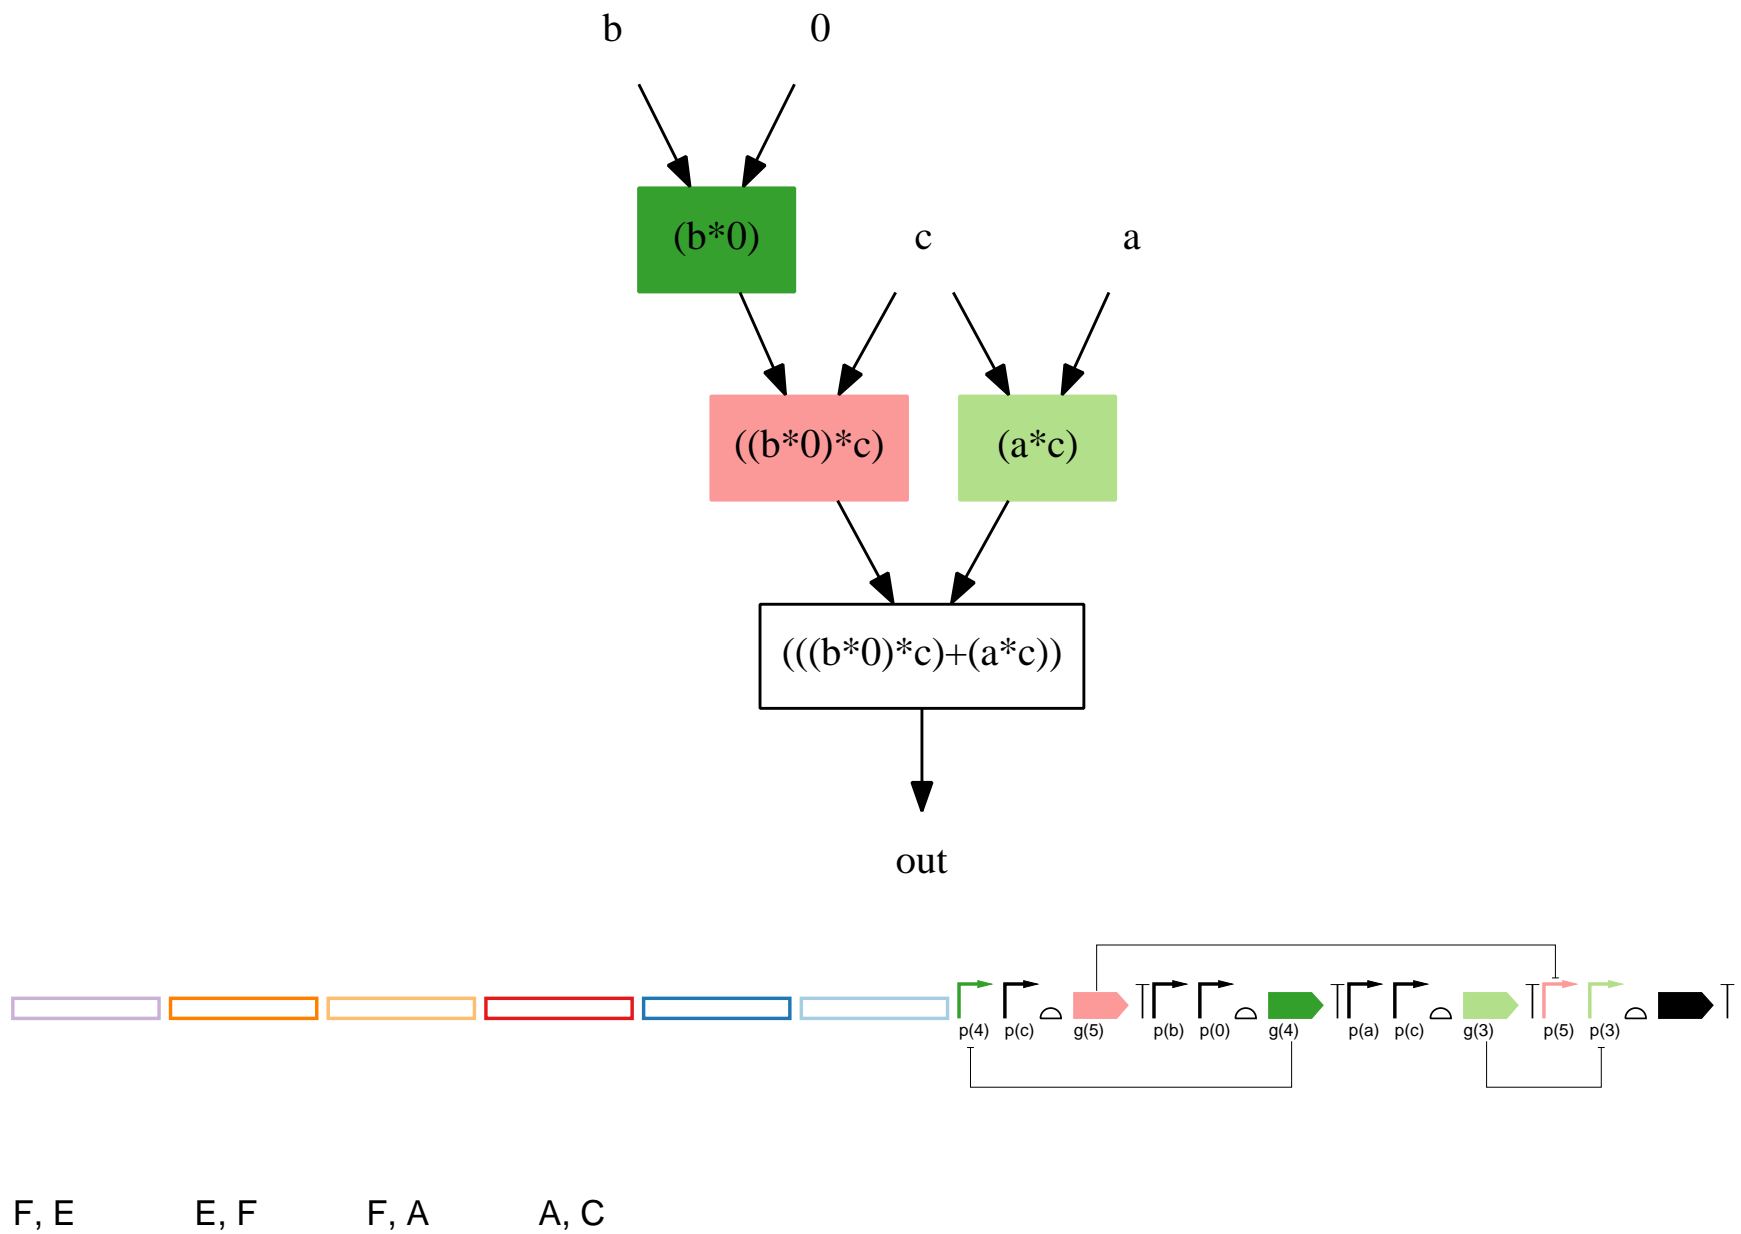 b 0
(b*0) c a
((b*0)*c) (a*c)
(((b*0)*c)+(a*c))
out
p(4) p(c) g(5) p(b) p(0) g(4) p(a) p(c) g(3) p(5) p(3)
F, E E, F F, A A, C